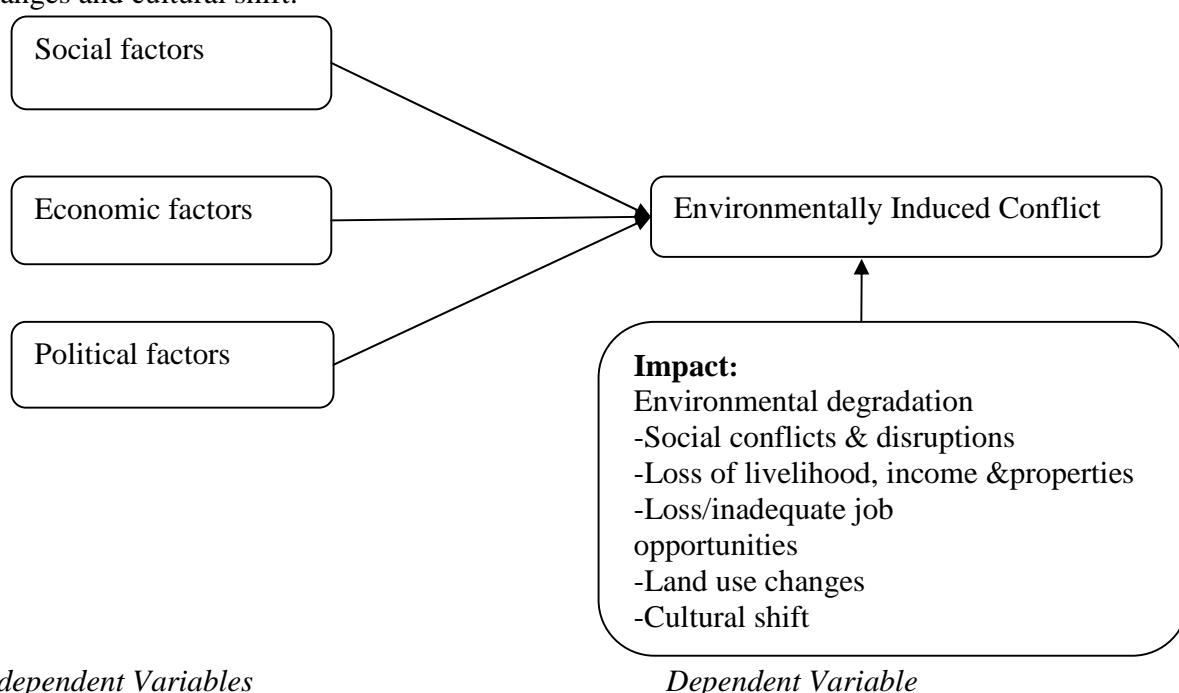 anges and cultural shift.
Social factors
Economic factors
Environmentally Induced Conflict
Political factors
Impact:
Environmental degradation
-Social conflicts & disruptions
-Loss of livelihood, income &properties
-Loss/inadequate job
opportunities
-Land use changes
-Cultural shift
dependent Variables
Dependent Variable